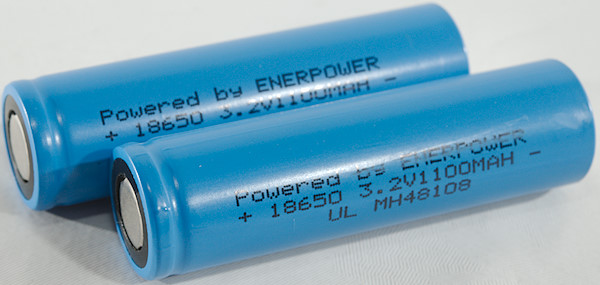 Powered by ENERPOWER
+ 18650 3.2V1100MAH -
Powered by ENERPOWER
+ 18650 3.2V1100MAH -
UL MH48108